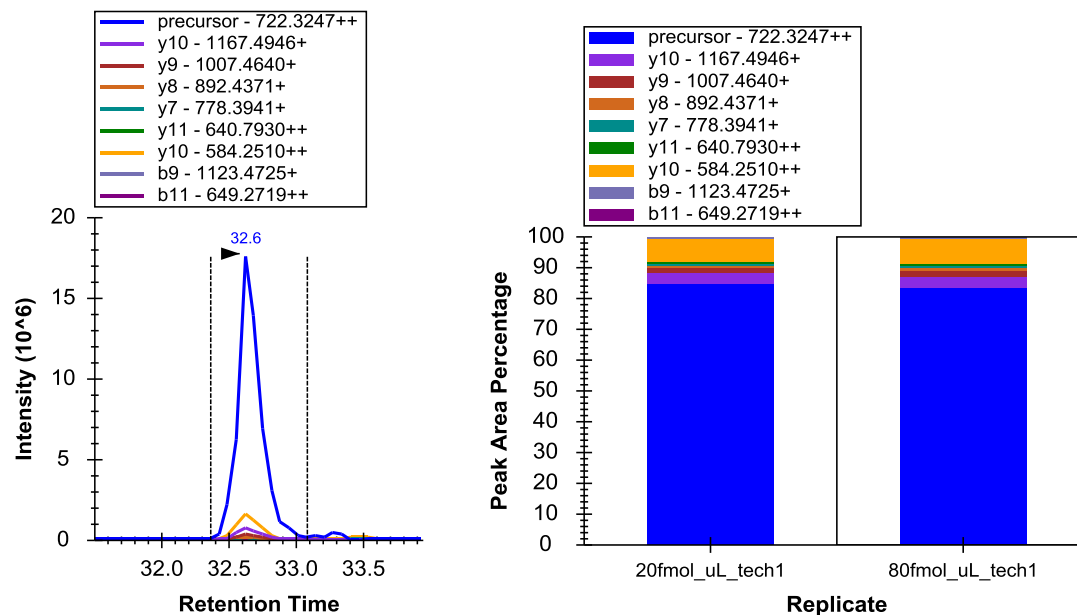 precursor - 722.3247++
y10 - 1167.4946+
y9 - 1007.4640+
y8 - 892.4371+
y7 - 778.3941+
y11 - 640.7930++
y10 - 584.2510++
b9 - 1123.4725+
b11 - 649.2719++
20
15
10
5
0
Intensity (10^6)
32.6
32.0
32.5
33.0
33.5
Retention Time
precursor - 722.3247++
y10 - 1167.4946+
y9 - 1007.4640+
y8 - 892.4371+
y7 - 778.3941+
y11 - 640.7930++
y10 - 584.2510++
b9 - 1123.4725+
b11 - 649.2719++
100
90
80
70
60
50
40
30
20
10
0
Peak Area Percentage
20fmol_uL_tech1
80fmol_uL_tech1
Replicate